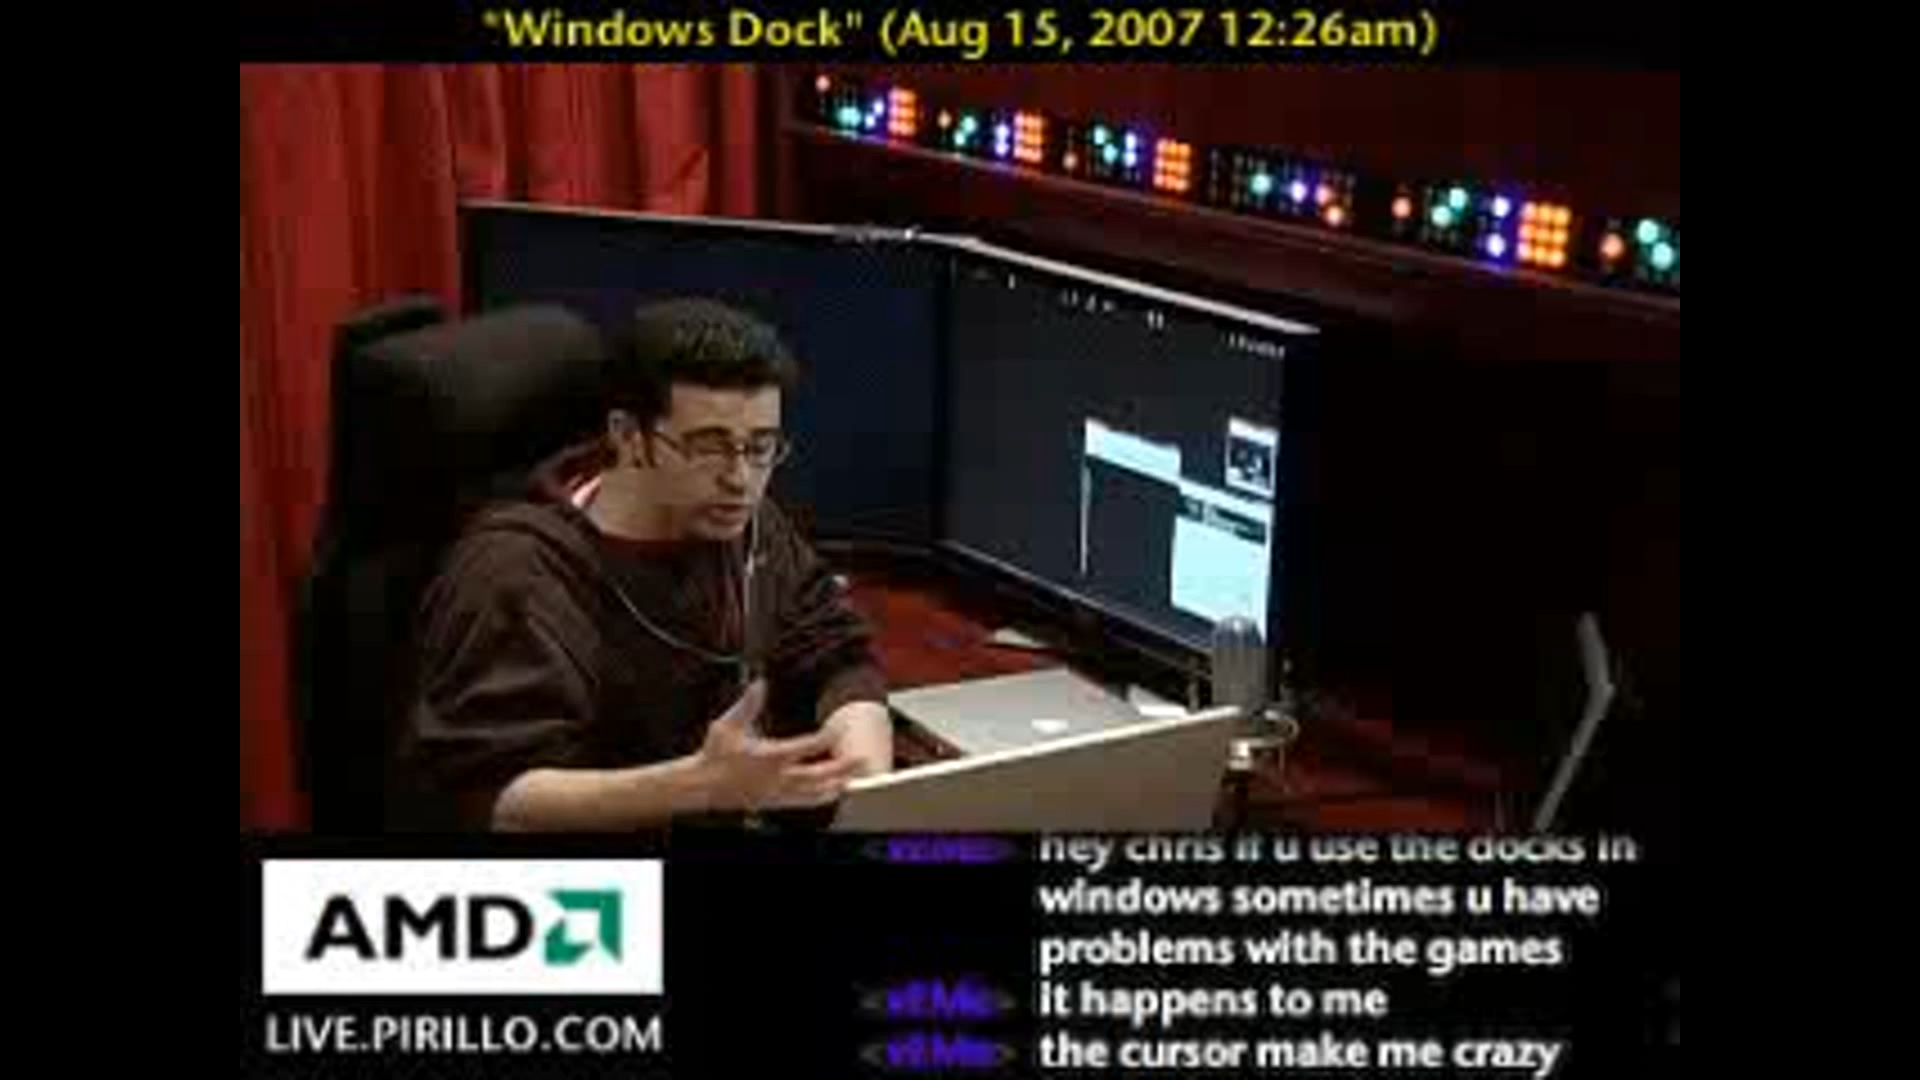 "Windows Dock" (Aug 15, 2007 12:26am)
hey chris if u use the docks in
windows sometimes u have
problems with the games
it happens to me
the cursor make me crazy
AMD
LIVE.PIRILLO.COM